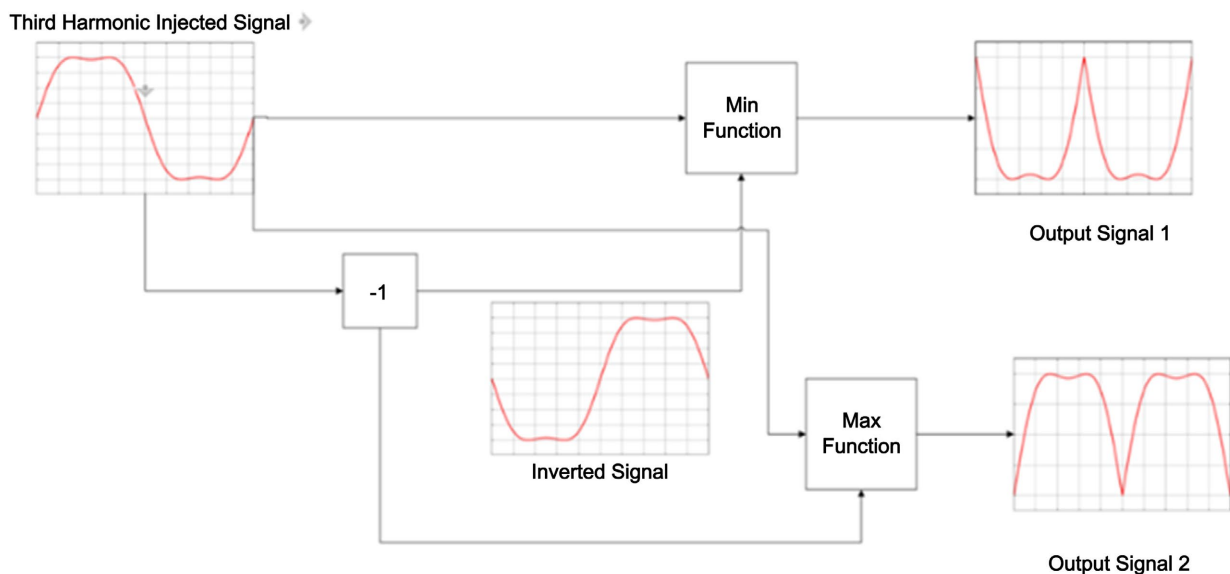 Third Harmonic Injected Signal
Min
Function
Output Signal 1
-1
Inverted Signal
Max
Function
Output Signal 2